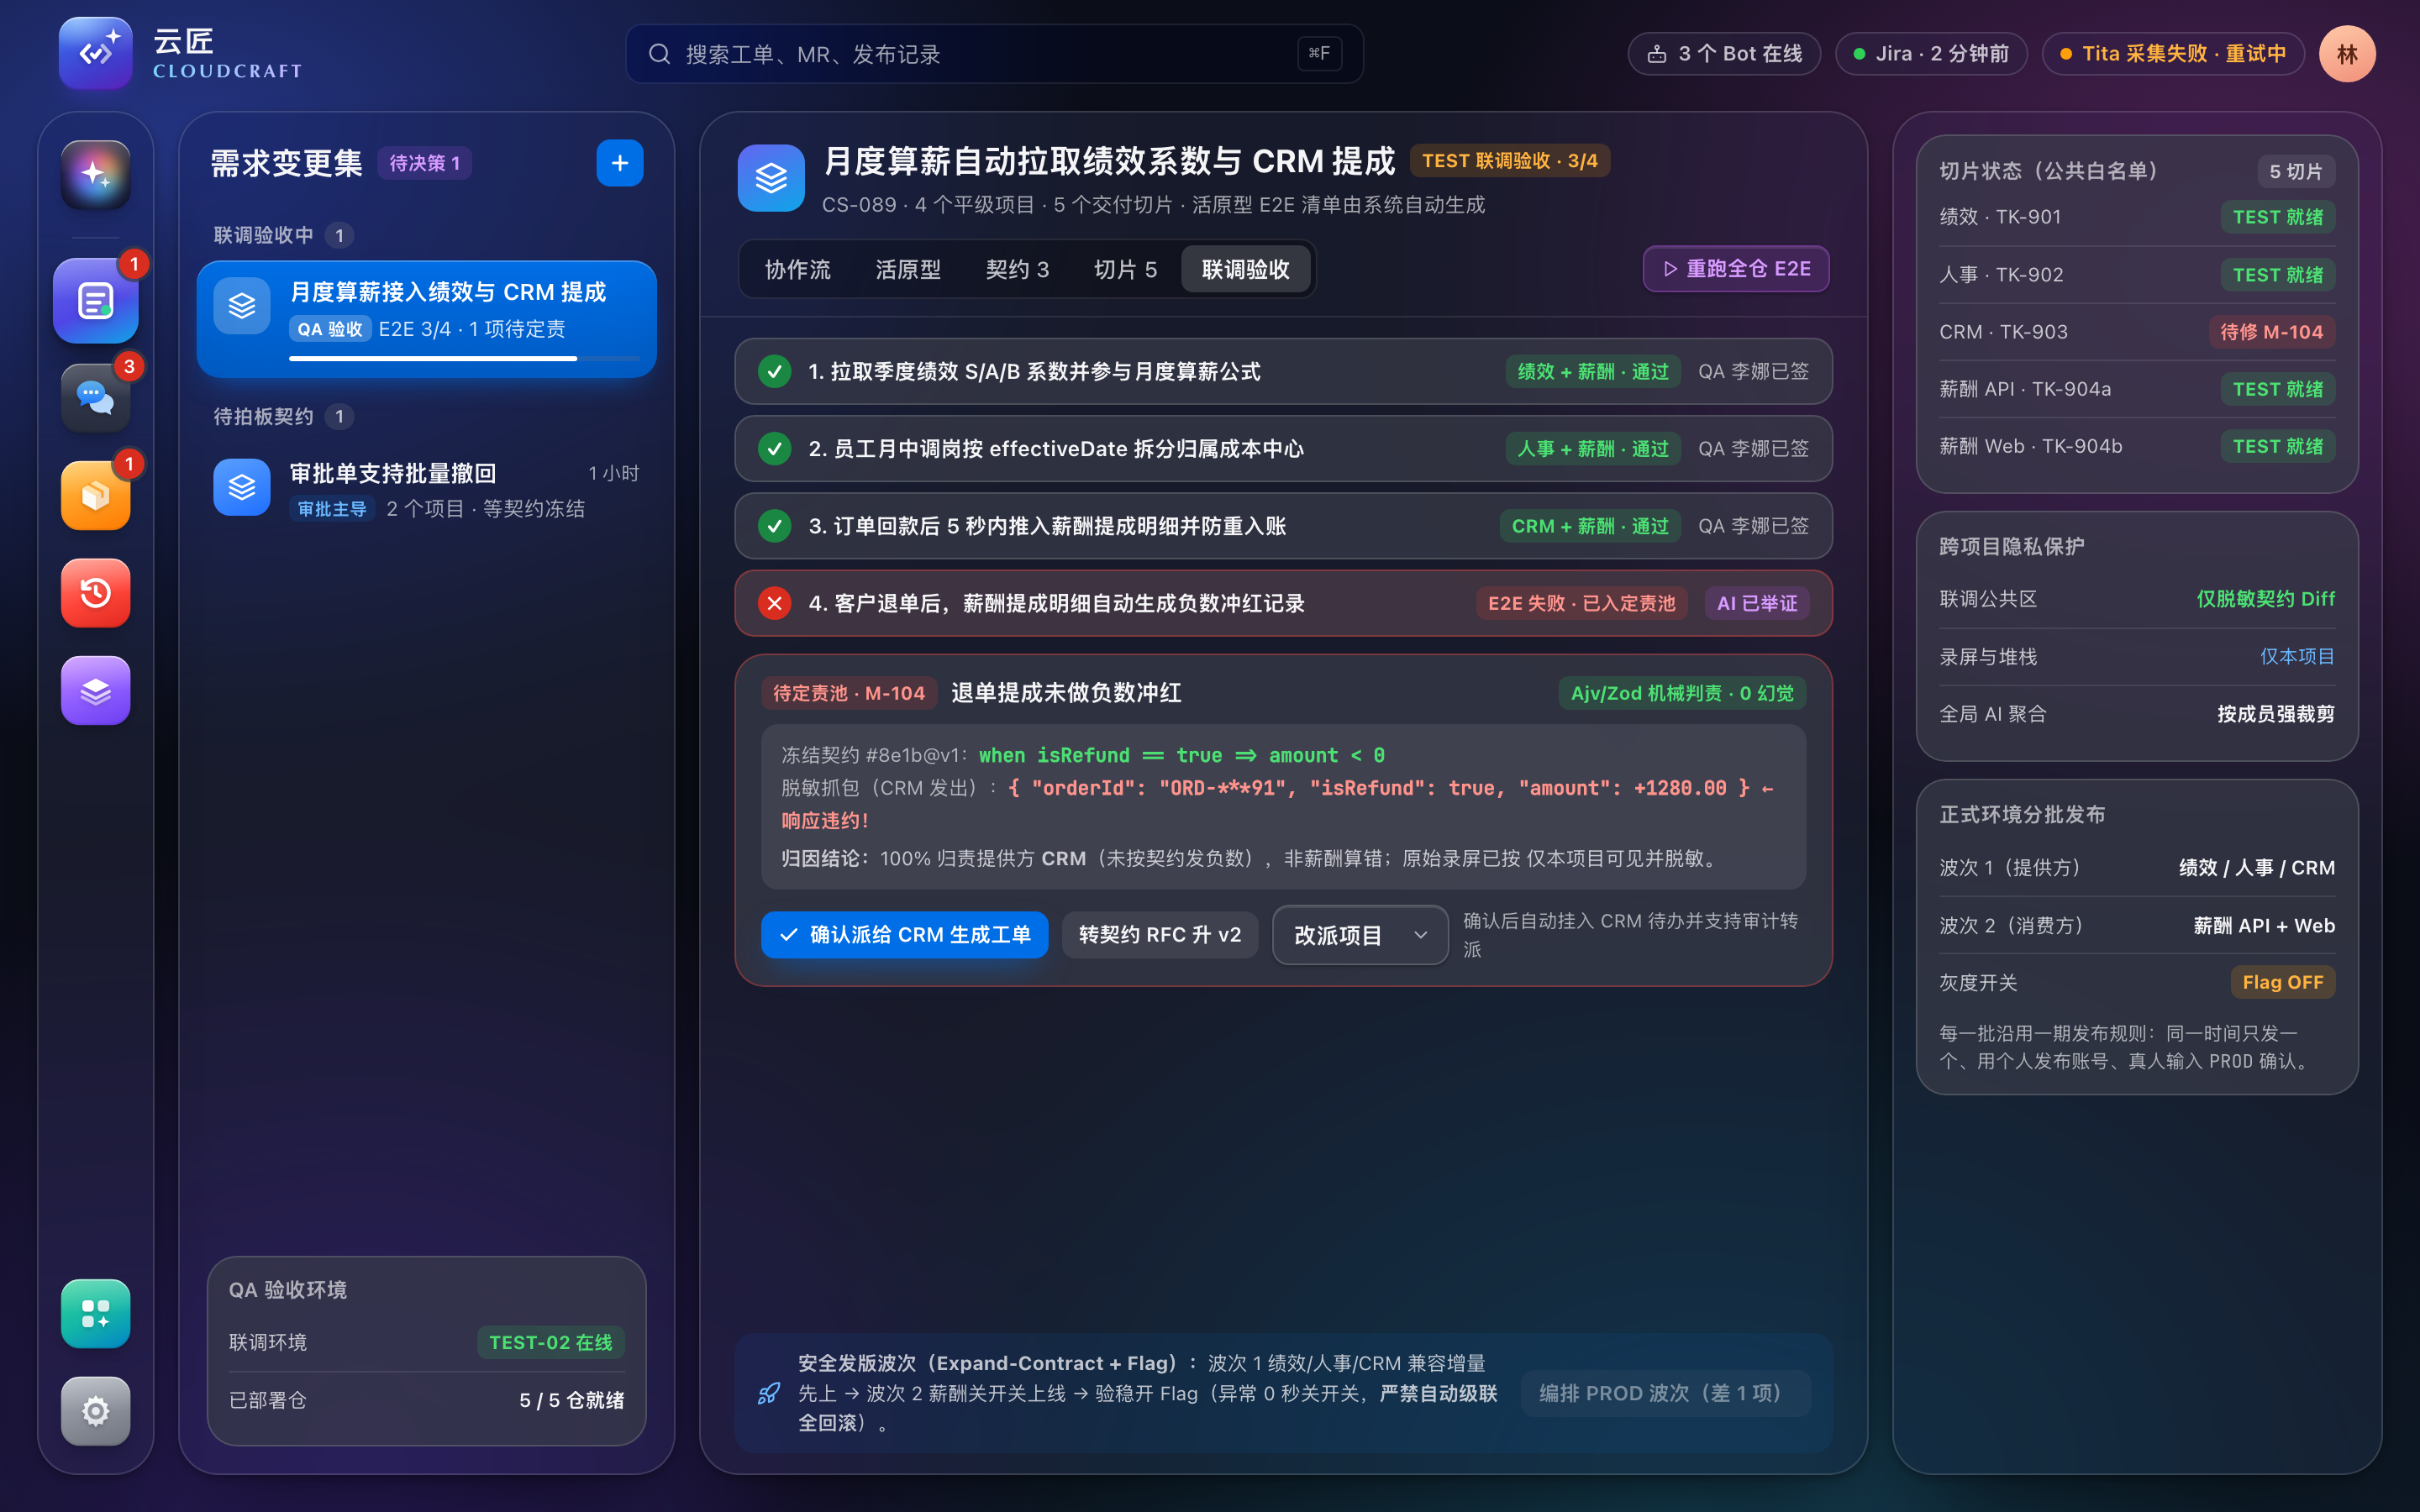 云匠
CLOUDCRAFT
搜索工单、MR、发布记录
⌘F
3 个 Bot 在线
Jira · 2 分钟前
Tita 采集失败 · 重试中
林
1
3
1
需求变更集
待决策 1
联调验收中 1
月度算薪接入绩效与 CRM 提成
QA 验收 E2E 3/4 · 1 项待定责
待拍板契约 1
审批单支持批量撤回
1 小时
审批主导 2 个项目 · 等契约冻结
QA 验收环境
联调环境
TEST-02 在线
已部署仓
5 / 5 仓就绪
月度算薪自动拉取绩效系数与 CRM 提成
TEST 联调验收 · 3/4
CS-089 · 4 个平级项目 · 5 个交付切片 · 活原型 E2E 清单由系统自动生成
协作流
活原型
契约 3
切片 5
联调验收
重跑全仓 E2E
1. 拉取季度绩效 S/A/B 系数并参与月度算薪公式
绩效 + 薪酬 · 通过
QA 李娜已签
2. 员工月中调岗按 effectiveDate 拆分归属成本中心
人事 + 薪酬 · 通过
QA 李娜已签
3. 订单回款后 5 秒内推入薪酬提成明细并防重入账
CRM + 薪酬 · 通过
QA 李娜已签
4. 客户退单后，薪酬提成明细自动生成负数冲红记录
E2E 失败 · 已入定责池
AI 已举证
待定责池 · M-104
退单提成未做负数冲红
Ajv/Zod 机械判责 · 0 幻觉
冻结契约 #8e1b@v1: when isRefund == true => amount < 0
脱敏抓包（CRM 发出）: { "orderId": "ORD-***91", "isRefund": true, "amount": +1280.00 } ←
响应违约！
归因结论：100% 归责提供方 CRM（未按契约发负数），非薪酬算错；原始录屏已按 仅本项目可见并脱敏。
确认派给 CRM 生成工单
转契约 RFC 升 v2
改派项目
确认后自动挂入 CRM 待办并支持审计转
派
安全发版波次（Expand-Contract + Flag）: 波次 1 绩效/人事/CRM 兼容增量
先上 → 波次 2 薪酬关开关上线 → 验稳开 Flag（异常 0 秒关开关，严禁自动级联
全回滚）。
编排 PROD 波次（差 1 项）
切片状态（公共白名单）
5 切片
绩效 · TK-901
TEST 就绪
人事 · TK-902
TEST 就绪
CRM · TK-903
待修 M-104
薪酬 API · TK-904a
TEST 就绪
薪酬 Web · TK-904b
TEST 就绪
跨项目隐私保护
联调公共区
仅脱敏契约 Diff
录屏与堆栈
仅本项目
全局 AI 聚合
按成员强裁剪
正式环境分批发布
波次 1（提供方）
绩效 / 人事 / CRM
波次 2（消费方）
薪酬 API + Web
灰度开关
Flag OFF
每一批沿用一期发布规则：同一时间只发一
个、用个人发布账号、真人输入 PROD 确认。